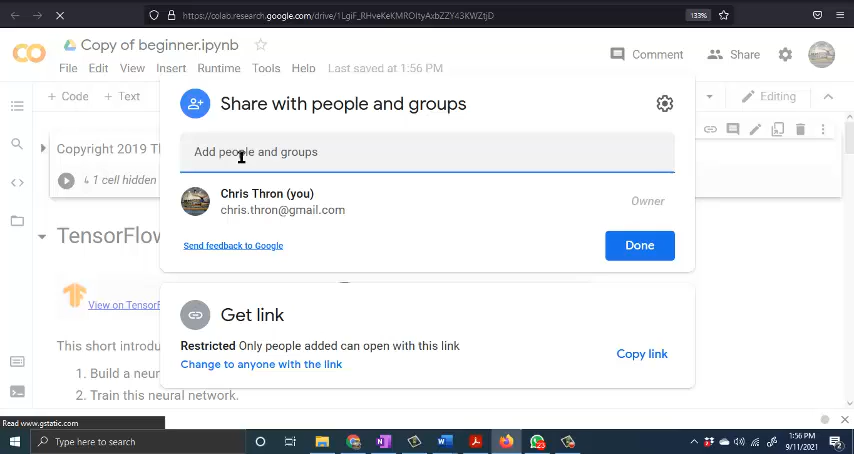 https://colab.research.google.com/drive/1LgiF_RHveKeKMROItyAxbZZY43KWZtjD
133%
Copy of beginner.ipynb
Comment
Share
File Edit View Insert Runtime Tools Help Last saved at 1:56 PM
+ Code + Text
Editing
Share with people and groups
Copyright 2019 Th
Add people and groups
1 cell hidden
Chris Thron (you)
chris.thron@gmail.com
Owner
TensorFlow
Send feedback to Google
Done
View on TensorF
Get link
This short introdu
Restricted Only people added can open with this link
Change to anyone with the link
Copy link
1. Build a neur
2. Train this neural network.
Read www.gstatic.com
Type here to search
23
1:56 PM
9/11/2021
2